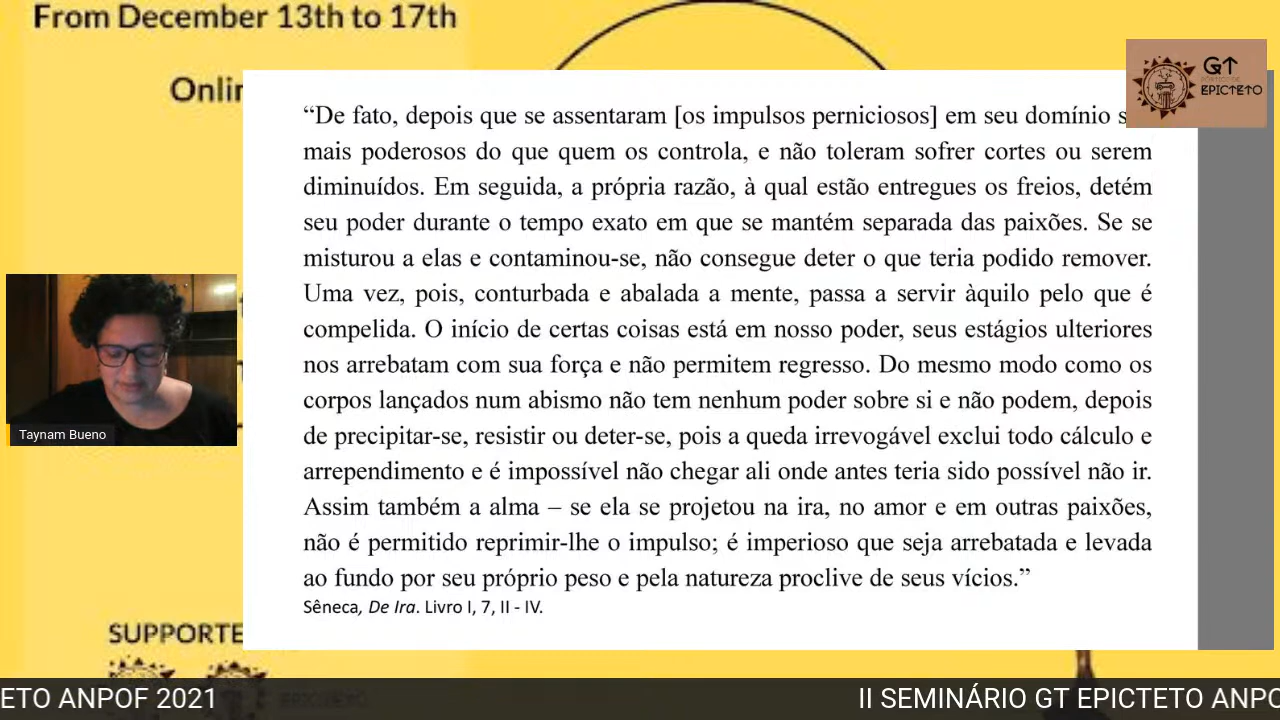 From December 13th to 17th
Onlin
GT
EPICTETO
“De fato, depois que se assentaram [os impulsos perniciosos] em seu domínio s
mais poderosos do que quem os controla, e não toleram sofrer cortes ou serem
diminuídos. Em seguida, a própria razão, à qual estão entregues os freios, detém
seu poder durante o tempo exato em que se mantém separada das paixões. Se se
misturou a elas e contaminou-se, não consegue deter o que teria podido remover.
Uma vez, pois, conturbada e abalada a mente, passa a servir àquilo pelo que é
compelida. O início de certas coisas está em nosso poder, seus estágios ulteriores
nos arrebatam com sua força e não permitem regresso. Do mesmo modo como os
corpos lançados num abismo não tem nenhum poder sobre si e não podem, depois
de precipitar-se, resistir ou deter-se, pois a queda irrevogável exclui todo cálculo e
arrependimento e é impossível não chegar ali onde antes teria sido possível não ir.
Assim também a alma – se ela se projetou na ira, no amor e em outras paixões,
não é permitido reprimir-lhe o impulso; é imperioso que seja arrebatada e levada
ao fundo por seu próprio peso e pela natureza proclive de seus vícios.”
Sêneca, De Ira. Livro I, 7, II - IV.
Taynam Bueno
SUPPORTE
ETO ANPOF 2021
II SEMINÁRIO GT EPICTETO ANPO